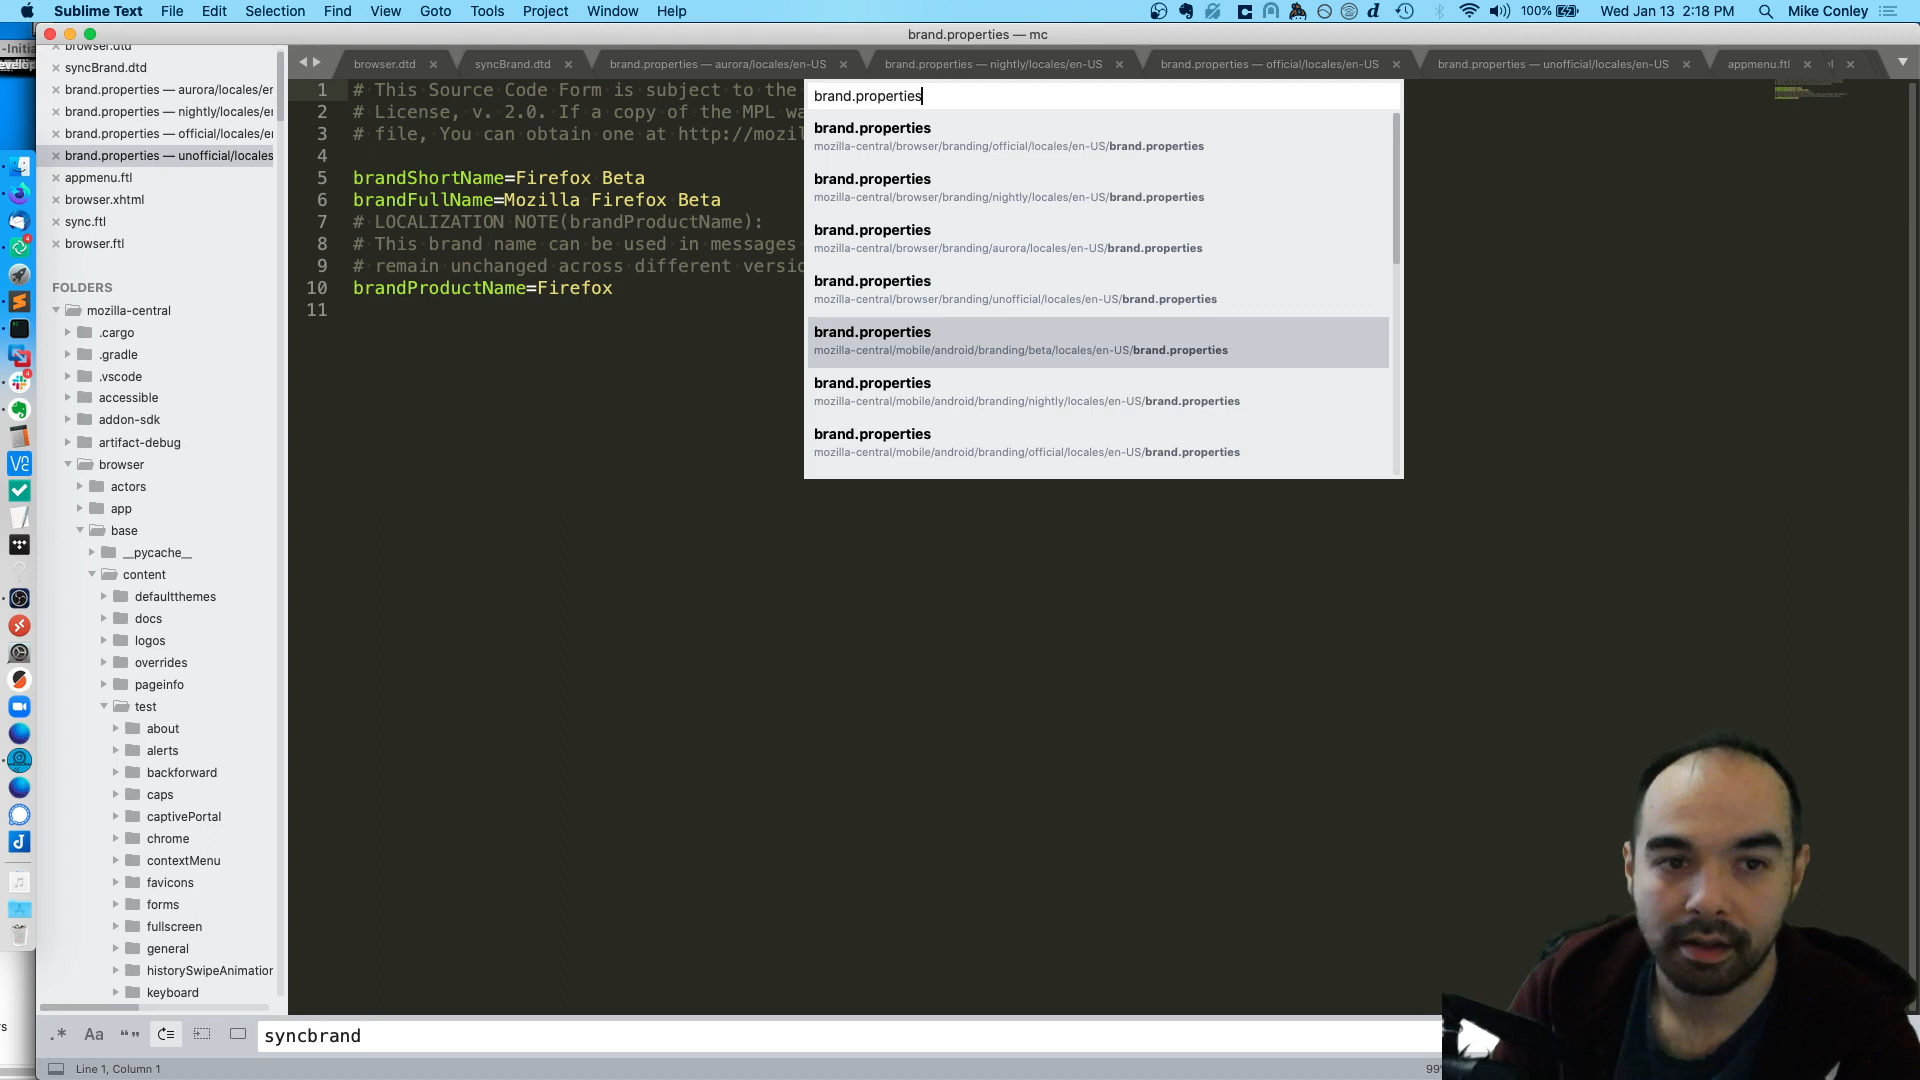 Sublime Text File Edit Selection Find View Goto Tools Project Window Help 100% Wed Jan 13 2:18 PM Mike Conley
brand.properties — mc
browser.dtd
syncBrand.dtd
brand.properties — aurora/locales/er
brand.properties — nightly/locales/er
brand.properties — official/locales/er
brand.properties — unofficial/locales
appmenu.ftl
browser.xhtml
sync.ftl
browser.ftl
FOLDERS
mozilla-central
.cargo
.gradle
.vscode
accessible
addon-sdk
artifact-debug
browser
actors
app
base
__pycache__
content
defaultthemes
docs
logos
overrides
pageinfo
test
about
alerts
backforward
caps
captivePortal
chrome
contextMenu
favicons
forms
fullscreen
general
historySwipeAnimation
keyboard
browser.dtd syncBrand.dtd brand.properties — aurora/locales/en-US brand.properties — nightly/locales/en-US brand.properties — official/locales/en-US brand.properties — unofficial/locales/en-US appmenu.ftl
1 # This Source Code Form is subject to the
2 # License, v. 2.0. If a copy of the MPL wa
3 # file, You can obtain one at http://mozil
4
5 brandShortName=Firefox Beta
6 brandFullName=Mozilla Firefox Beta
7 # LOCALIZATION NOTE(brandProductName):
8 # This brand name can be used in messages
9 # remain unchanged across different versio
10 brandProductName=Firefox
11
brand.properties
brand.properties
mozilla-central/browser/branding/official/locales/en-US/brand.properties
brand.properties
mozilla-central/browser/branding/nightly/locales/en-US/brand.properties
brand.properties
mozilla-central/browser/branding/aurora/locales/en-US/brand.properties
brand.properties
mozilla-central/browser/branding/unofficial/locales/en-US/brand.properties
brand.properties
mozilla-central/mobile/android/branding/beta/locales/en-US/brand.properties
brand.properties
mozilla-central/mobile/android/branding/nightly/locales/en-US/brand.properties
brand.properties
mozilla-central/mobile/android/branding/official/locales/en-US/brand.properties
.* Aa “” syncbrand
Line 1, Column 1